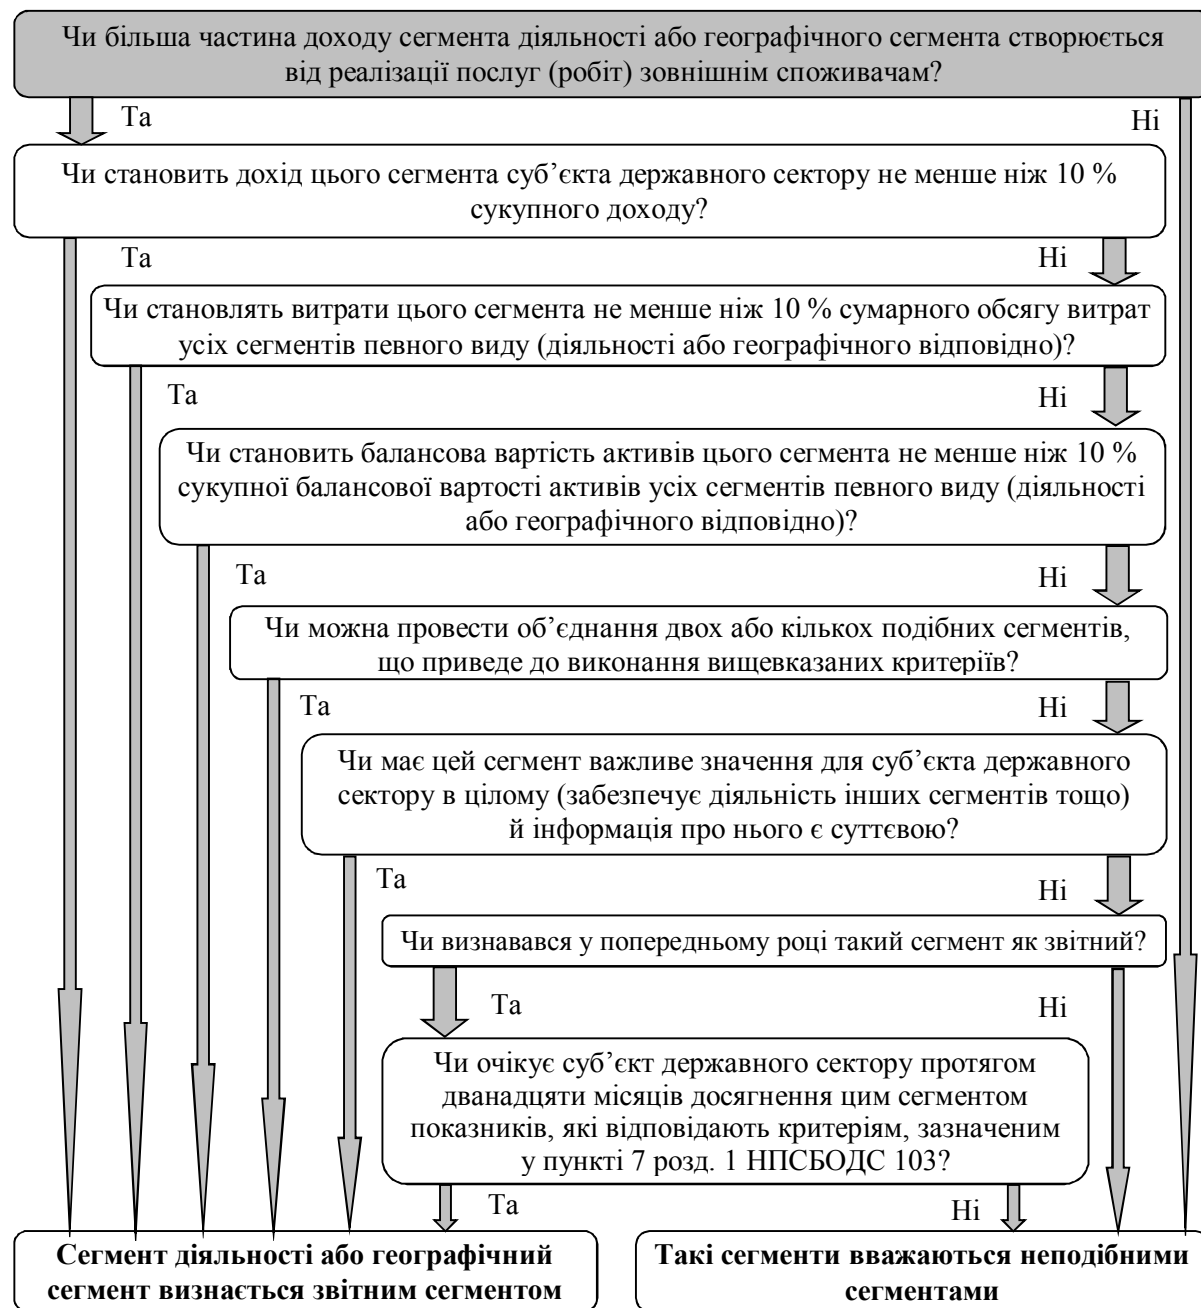 Чи більша частина доходу сегмента діяльності або географічного сегмента створюється
від реалізації послуг (робіт) зовнішнім споживачам?
Та
Ні
Чи становить дохід цього сегмента суб’єкта державного сектору не менше ніж 10 %
сукупного доходу?
Та
Ні
Чи становлять витрати цього сегмента не менше ніж 10 % сумарного обсягу витрат
усіх сегментів певного виду (діяльності або географічного відповідно)?
Та
Ні
Чи становить балансова вартість активів цього сегмента не менше ніж 10 %
сукупної балансової вартості активів усіх сегментів певного виду (діяльності
або географічного відповідно)?
Та
Ні
Чи можна провести об’єднання двох або кількох подібних сегментів,
що приведе до виконання вищевказаних критеріїв?
Та
Ні
Чи має цей сегмент важливе значення для суб’єкта державного
сектору в цілому (забезпечує діяльність інших сегментів тощо)
й інформація про нього є суттєвою?
Та
Ні
Чи визнавався у попередньому році такий сегмент як звітний?
Та
Ні
Чи очікує суб’єкт державного сектору протягом
дванадцяти місяців досягнення цим сегментом
показників, які відповідають критеріям, зазначеним
у пункті 7 розд. 1 НПСБОДС 103?
Та
Ні
Сегмент діяльності або географічний
сегмент визнається звітним сегментом
Такі сегменти вважаються неподібними
сегментами